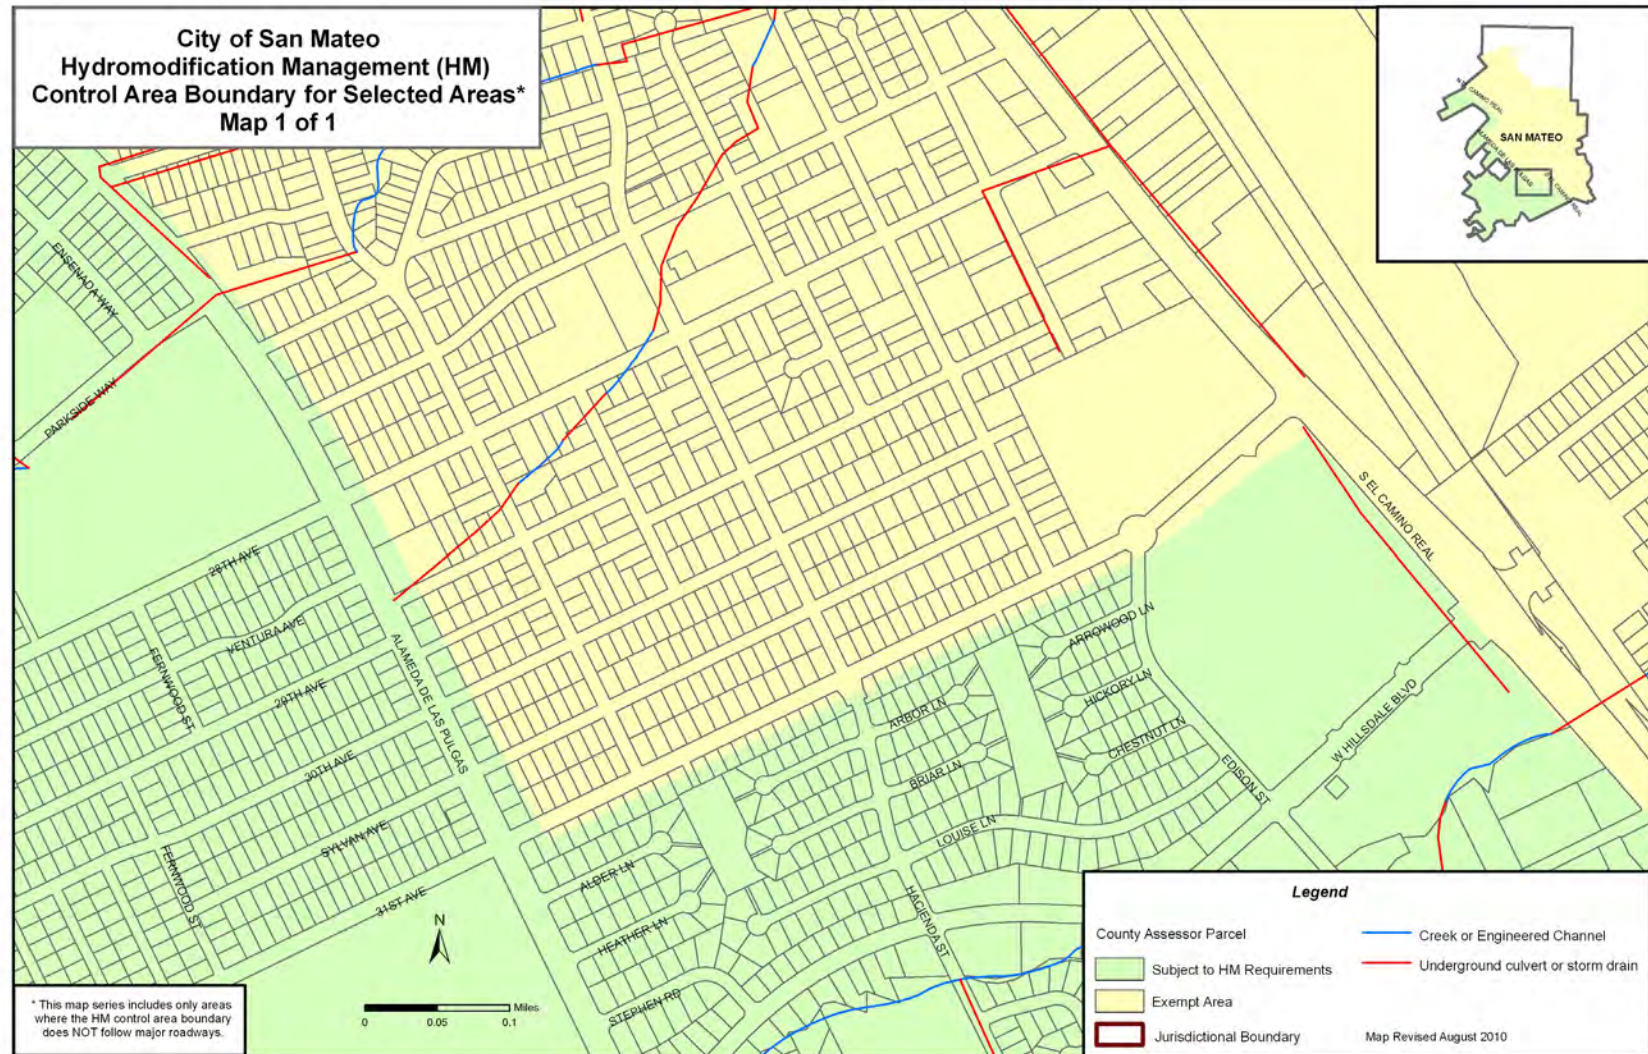 City of San Mateo
Hydromodification Management (HM)
Control Area Boundary for Selected Areas*
Map 1 of 1
SAN MATEO
ENSENADA WAY
PARKSIDE WAY
S EL CAMINO REAL
28TH AVE
VENTURA AVE
FERNWOOD ST
29TH AVE
ALAMEDA DE LAS PULGAS
30TH AVE
SYLVAN AVE
FERNWOOD ST
31ST AVE
ARROWOOD LN
HICKORY LN
ARBOR LN
CHESTNUT LN
BRIAR LN
EDISON ST
W HILLSDALE BLVD
LOUISE LN
ALDER LN
HEATHER LN
HACIENDA ST
STEPHEN RD
N
Miles
0 0.05 0.1
* This map series includes only areas
where the HM control area boundary
does NOT follow major roadways.
Legend
County Assessor Parcel
Subject to HM Requirements
Exempt Area
Jurisdictional Boundary
Creek or Engineered Channel
Underground culvert or storm drain
Map Revised August 2010